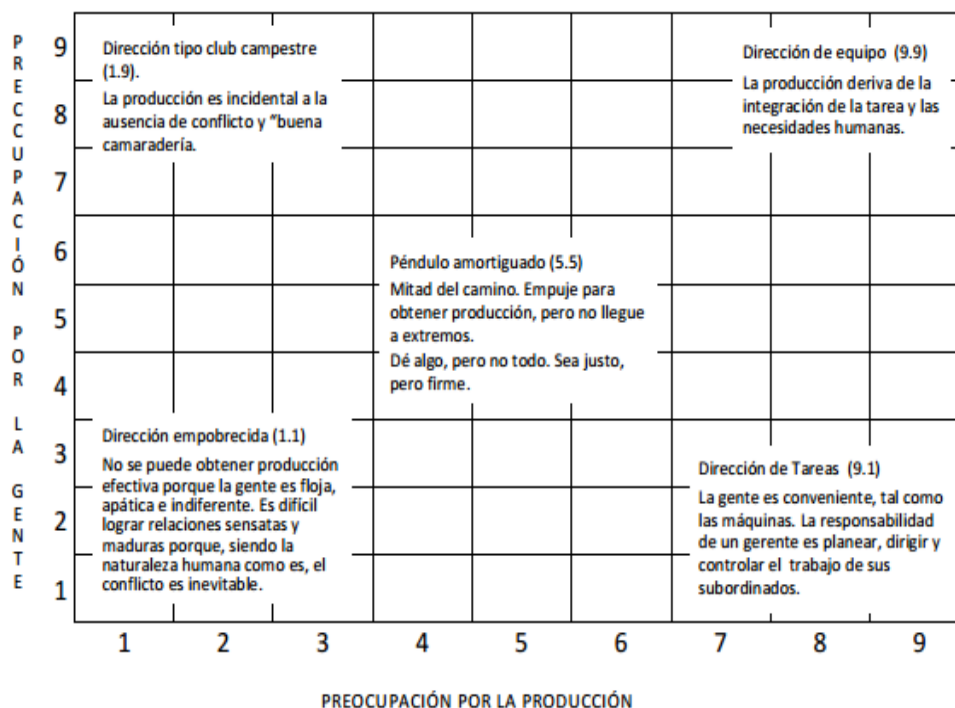 PRECCUPACIÓN POR LA GENTE
9
8
7
6
5
4
3
2
1
Dirección tipo club campestre
(1.9).
La producción es incidental a la
ausencia de conflicto y "buena
camaradería.
Dirección de equipo (9.9)
La producción deriva de la
integración de la tarea y las
necesidades humanas.
Péndulo amortiguado (5.5)
Mitad del camino. Empuje para
obtener producción, pero no llegue
a extremos.
Dé algo, pero no todo. Sea justo,
pero firme.
Dirección empobrecida (1.1)
No se puede obtener producción
efectiva porque la gente es floja,
apática e indiferente. Es difícil
lograr relaciones sensatas y
maduras porque, siendo la
naturaleza humana como es, el
conflicto es inevitable.
Dirección de Tareas (9.1)
La gente es conveniente, tal como
las máquinas. La responsabilidad
de un gerente es planear, dirigir y
controlar el trabajo de sus
subordinados.
1 2 3 4 5 6 7 8 9
PREOCUPACIÓN POR LA PRODUCCIÓN